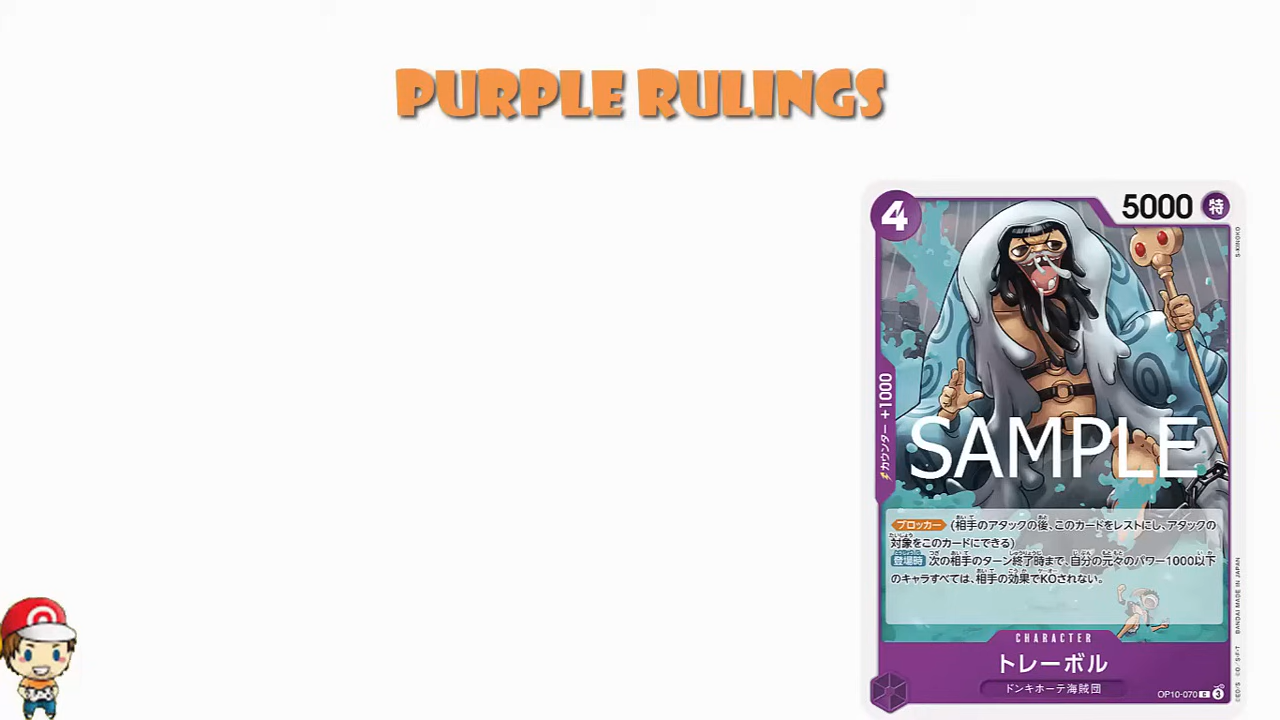 PURPLE RULINGS
4
5000 特
カウンター +1000
SAMPLE
ブロッカー (相手のアタックの後、このカードをレストにし、アタックの
対象をこのカードにできる)
登場時 次の相手のターン終了時まで、自分の元々のパワー1000以下
のキャラすべては、相手の効果でKOされない。
CHARACTER
トレーボル
ドンキホーテ海賊団
OP10-070 C 3
S-KINOKO
BANDAI MADE IN JAPAN